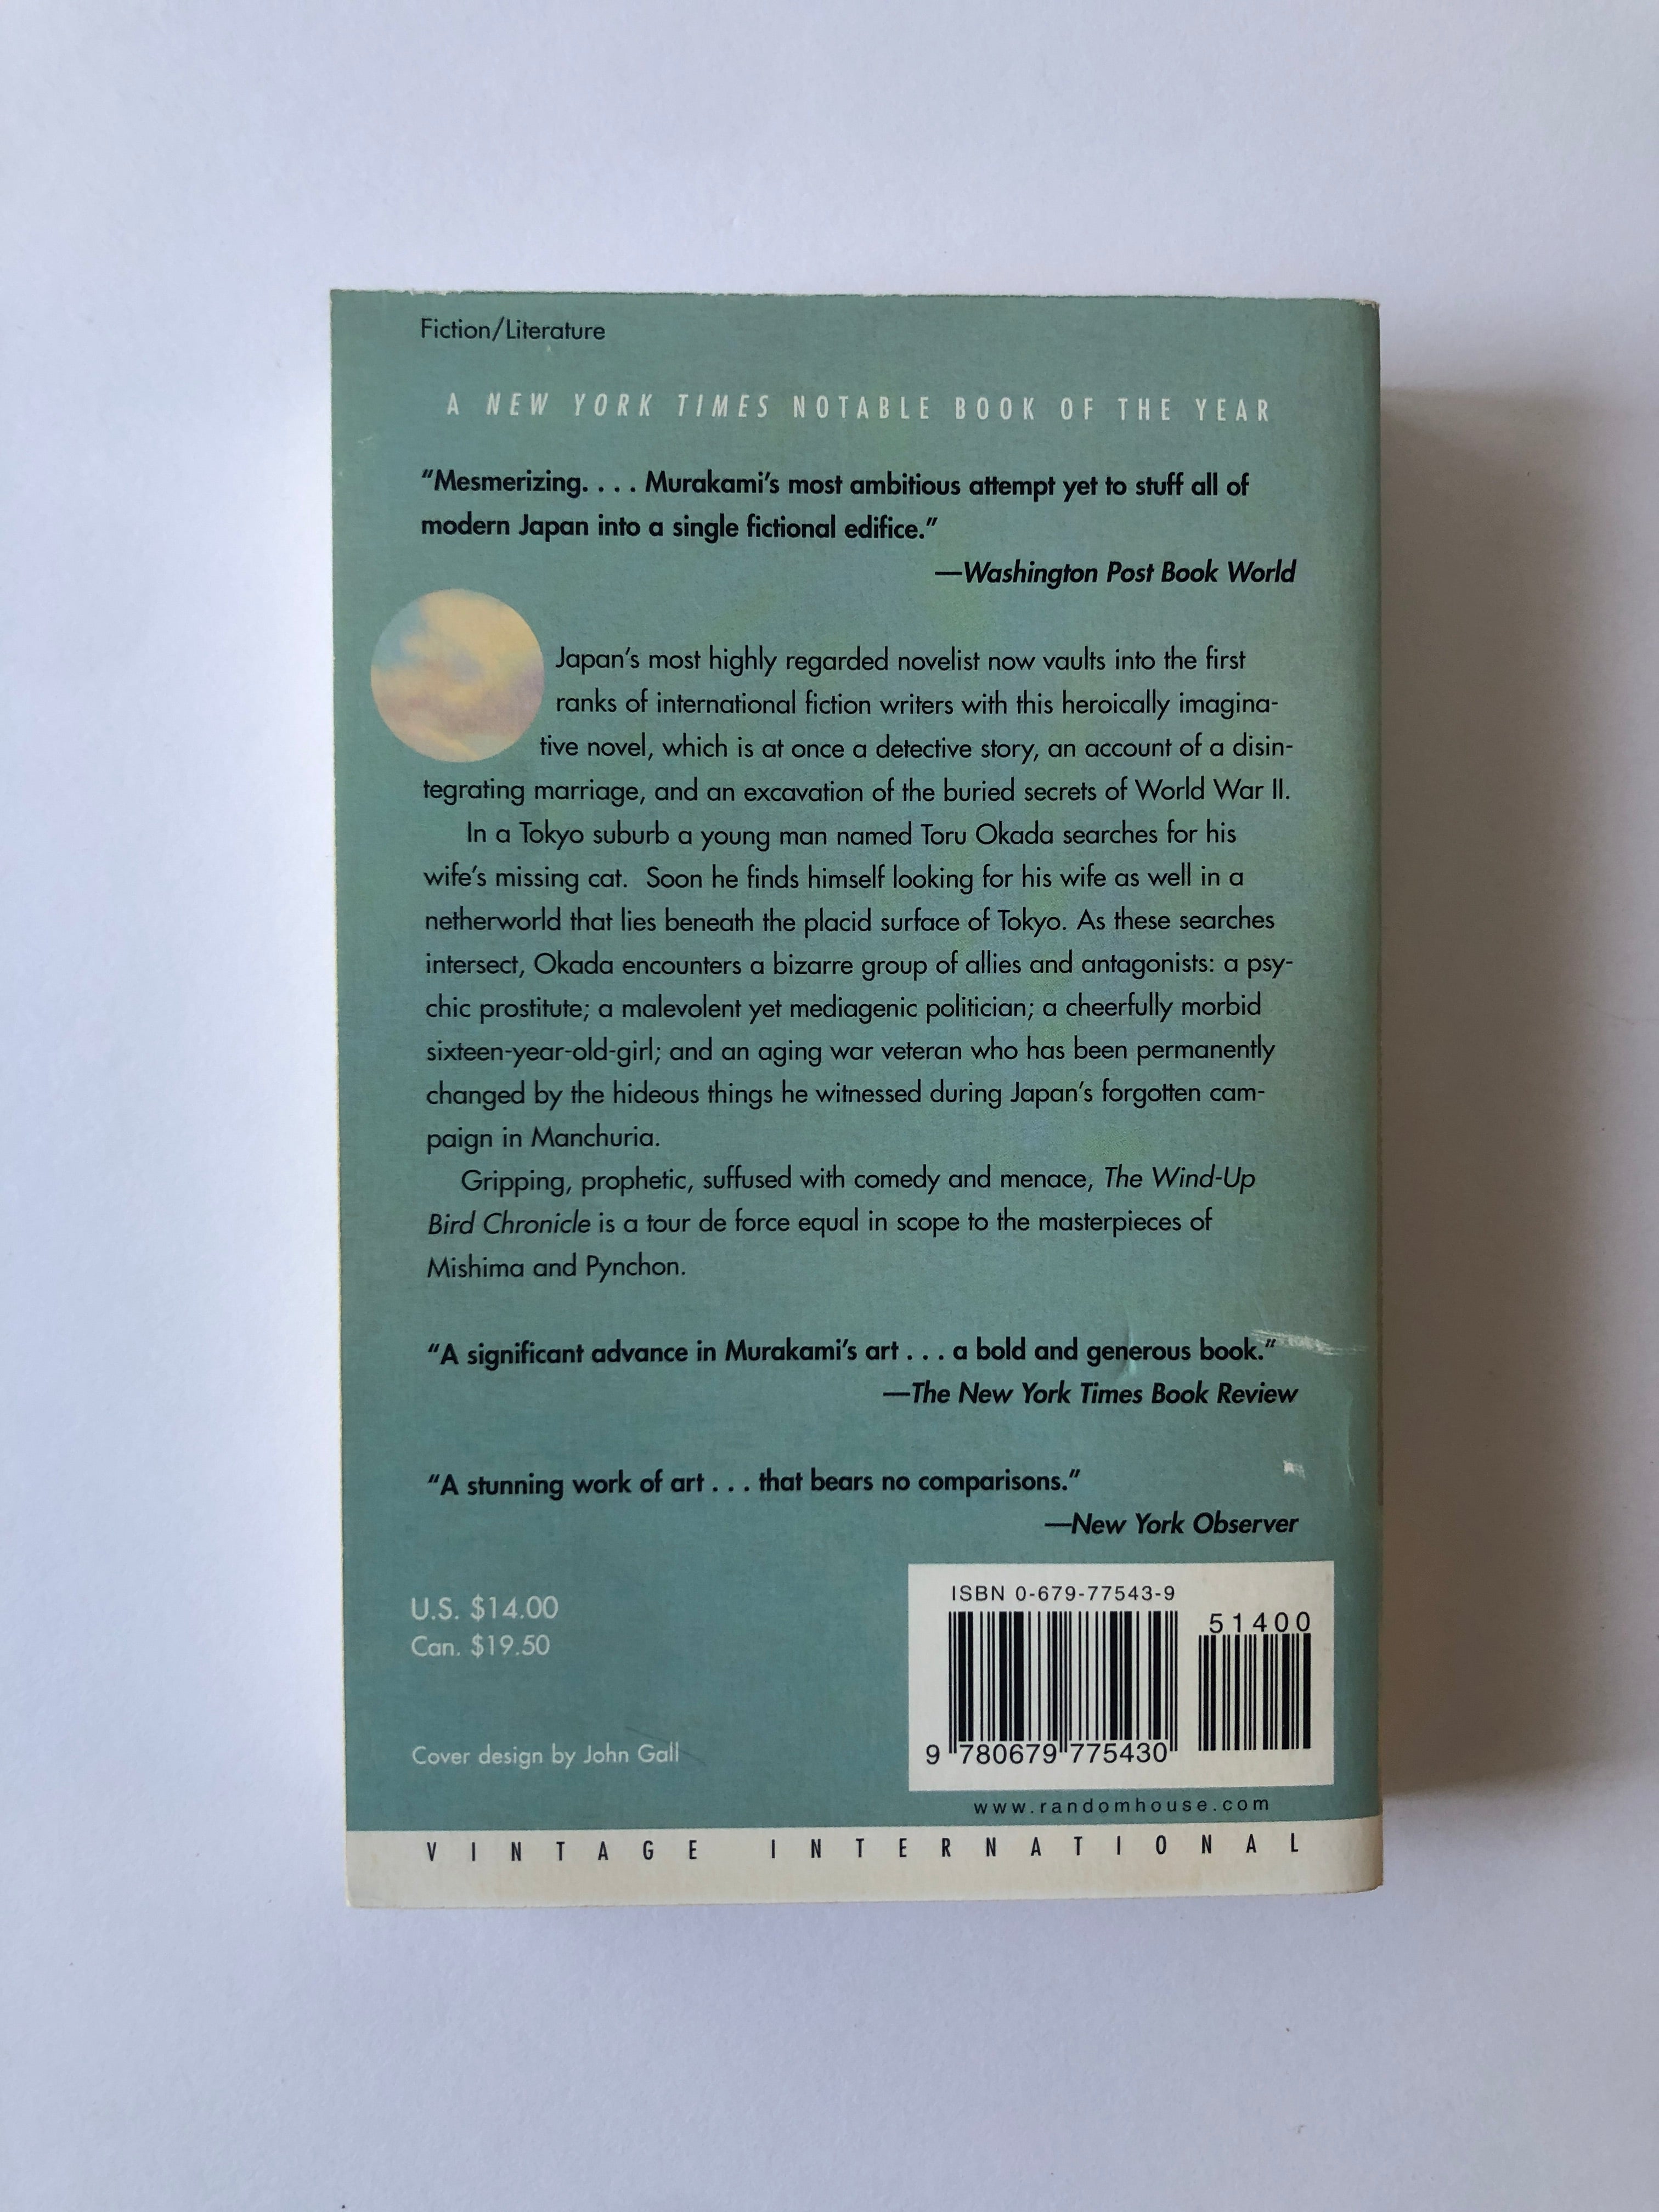 Fiction/Literature
A NEW YORK TIMES NOTABLE BOOK OF THE YEAR
“Mesmerizing. . . . Murakami’s most ambitious attempt yet to stuff all of
modern Japan into a single fictional edifice.”
—Washington Post Book World
Japan’s most highly regarded novelist now vaults into the first
ranks of international fiction writers with this heroically imagina-
tive novel, which is at once a detective story, an account of a disin-
tegrating marriage, and an excavation of the buried secrets of World War II.
In a Tokyo suburb a young man named Toru Okada searches for his
wife’s missing cat. Soon he finds himself looking for his wife as well in a
netherworld that lies beneath the placid surface of Tokyo. As these searches
intersect, Okada encounters a bizarre group of allies and antagonists: a psy-
chic prostitute; a malevolent yet mediagenic politician; a cheerfully morbid
sixteen-year-old-girl; and an aging war veteran who has been permanently
changed by the hideous things he witnessed during Japan’s forgotten cam-
paign in Manchuria.
Gripping, prophetic, suffused with comedy and menace, The Wind-Up
Bird Chronicle is a tour de force equal in scope to the masterpieces of
Mishima and Pynchon.
“A significant advance in Murakami’s art . . . a bold and generous book.”
—The New York Times Book Review
“A stunning work of art . . . that bears no comparisons.”
—New York Observer
U.S. $14.00
Can. $19.50
Cover design by John Gall
ISBN 0-679-77543-9
51400
9 780679 775430
www.randomhouse.com
VINTAGE INTERNATIONAL